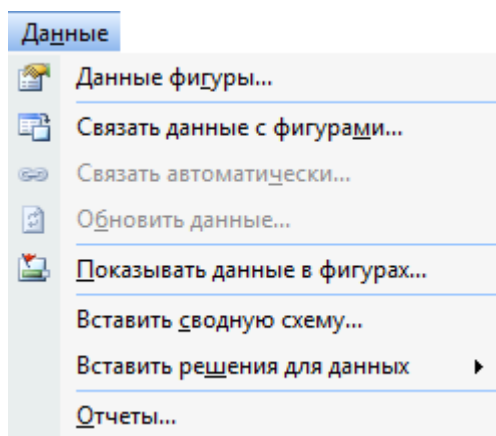 Данные
Данные фигуры...
Связать данные с фигурами...
Связать автоматически...
Обновить данные...
Показывать данные в фигурах...
Вставить сводную схему...
Вставить решения для данных
Отчеты...